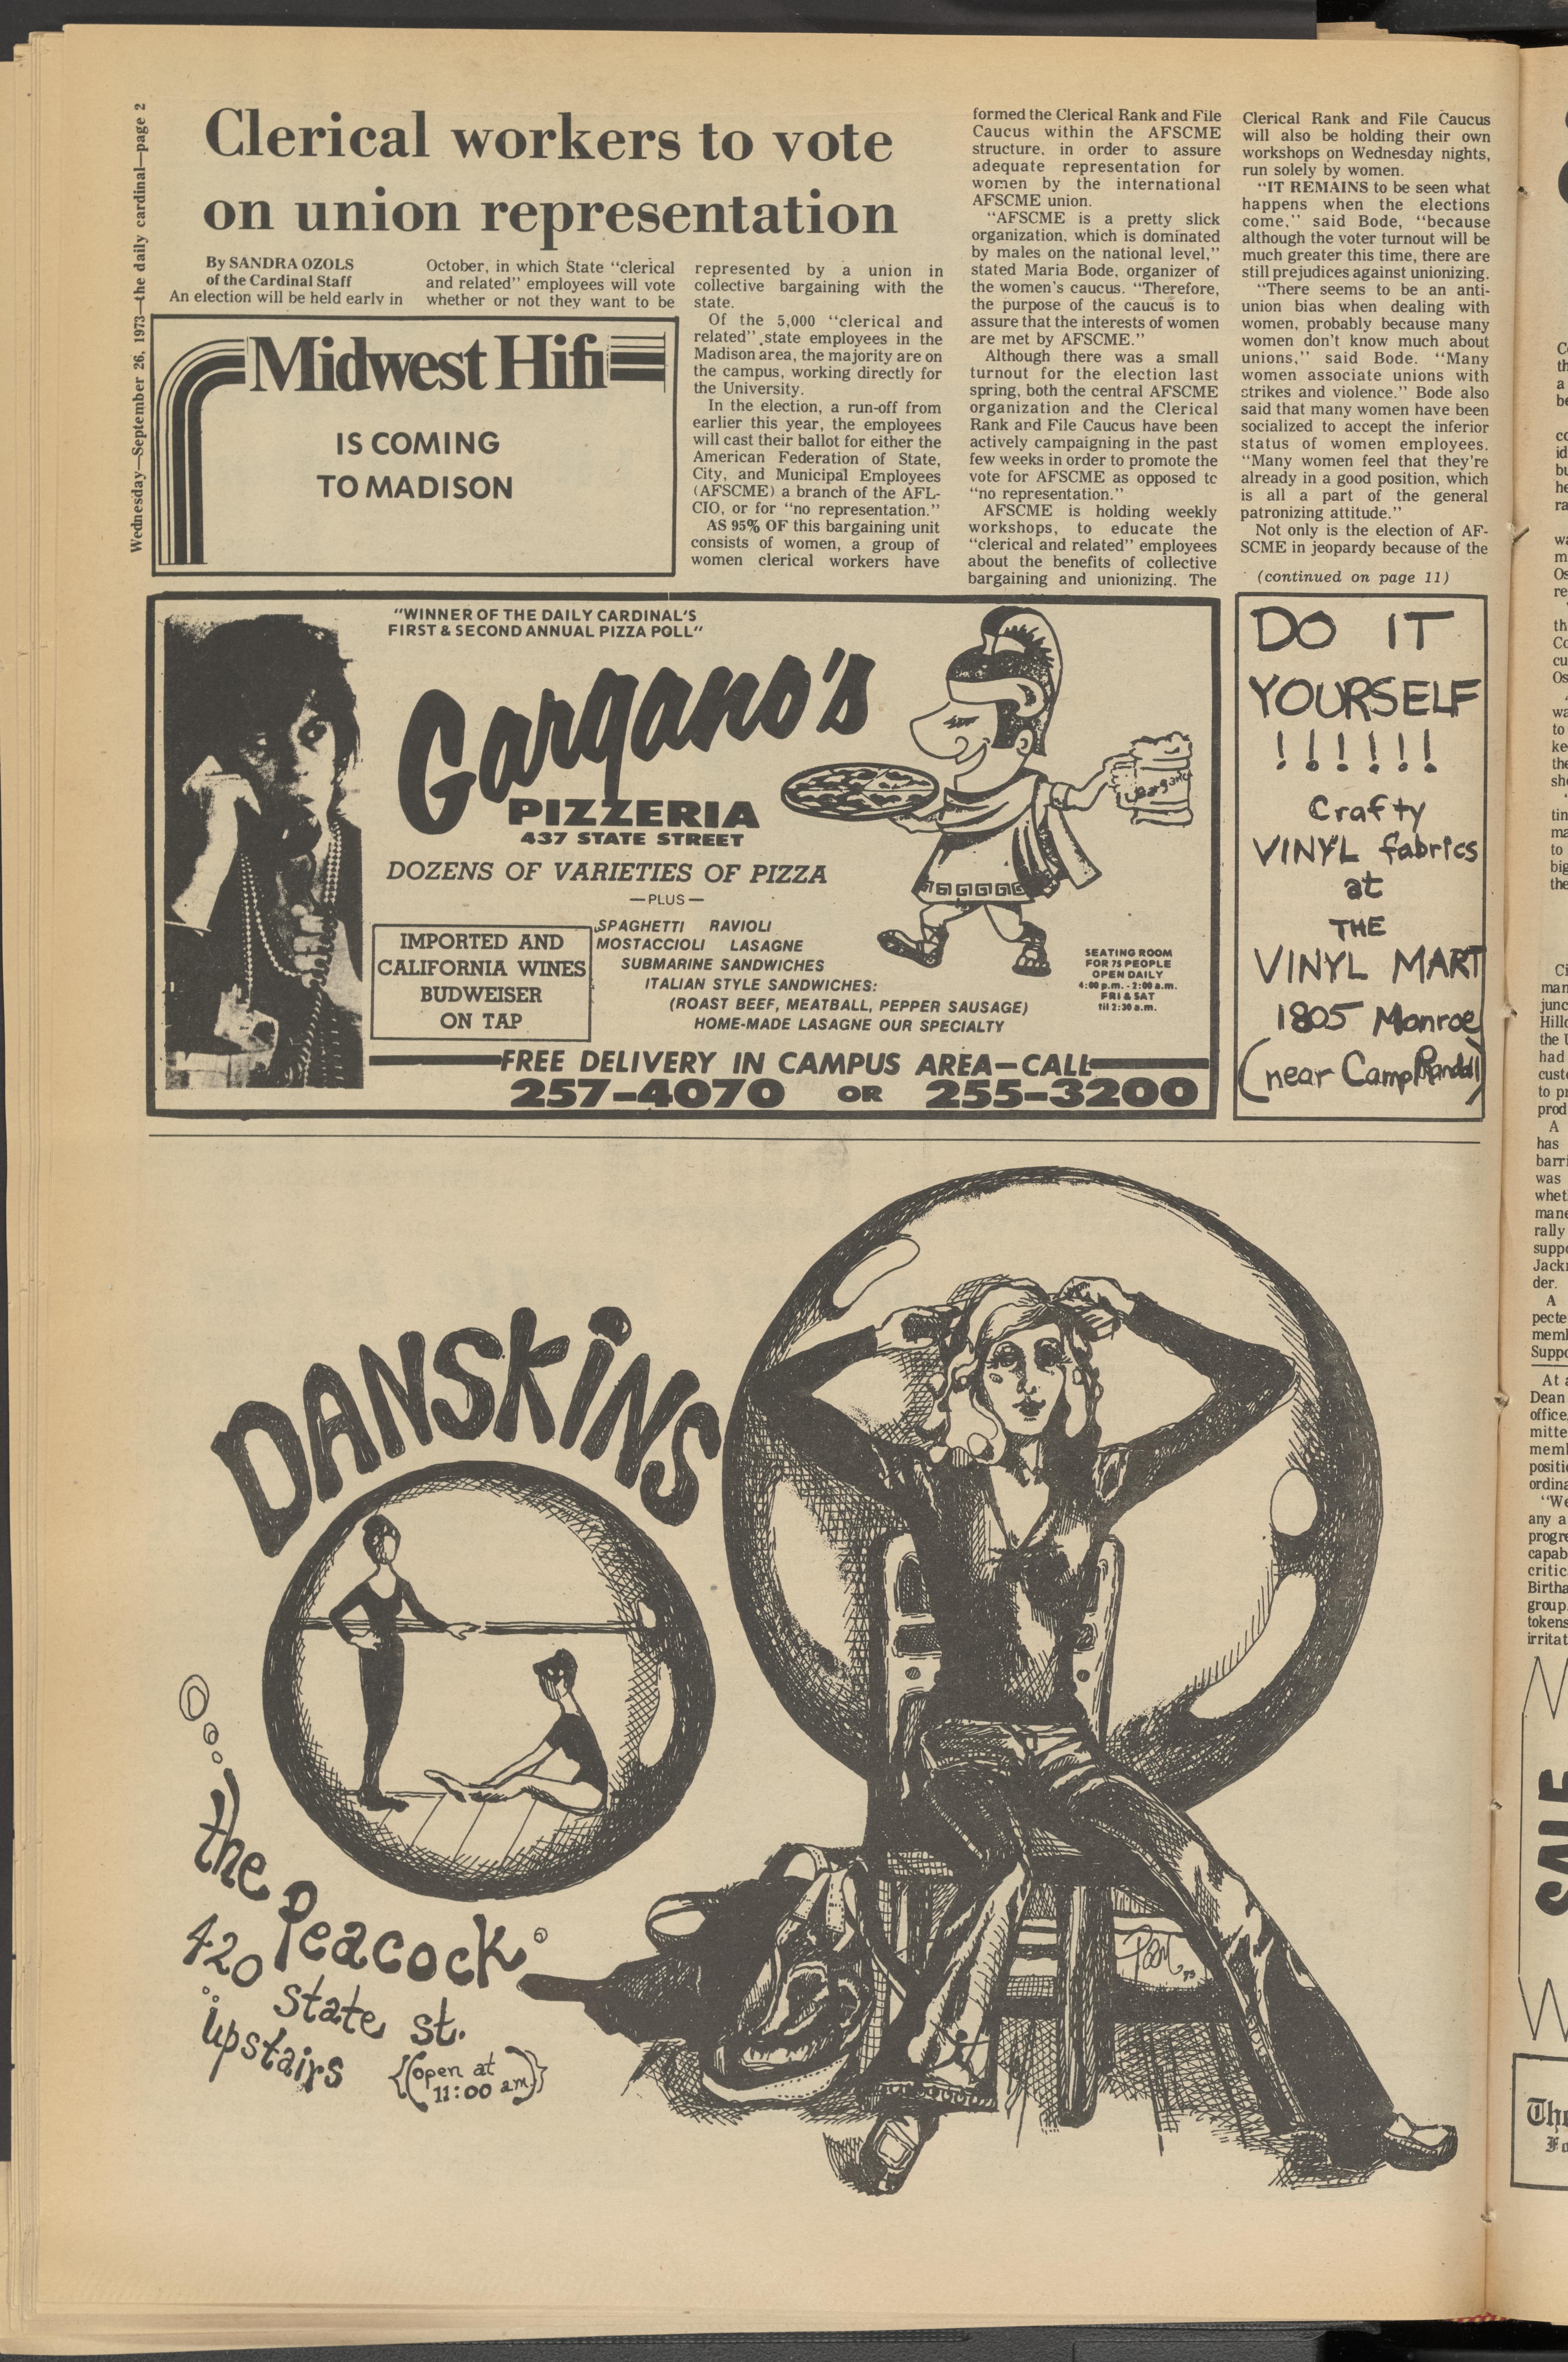 Wednesday—September 26, 1973—the daily cardinal—page 2
Clerical workers to vote
on union representation
By SANDRA OZOLS
of the Cardinal Staff
An election will be held early in
October, in which State “clerical
and related” employees will vote
whether or not they want to be
represented by a union in
collective bargaining with the
state.
Of the 5,000 “clerical and
related” state employees in the
Madison area, the majority are on
the campus, working directly for
the University.
In the election, a run-off from
earlier this year, the employees
will cast their ballot for either the
American Federation of State,
City, and Municipal Employees
(AFSCME) a branch of the AFL-
CIO, or for “no representation.”
AS 95% OF this bargaining unit
consists of women, a group of
women clerical workers have
formed the Clerical Rank and File
Caucus within the AFSCME
structure, in order to assure
adequate representation for
women by the international
AFSCME union.
“AFSCME is a pretty slick
organization, which is dominated
by males on the national level,”
stated Maria Bode, organizer of
the women’s caucus. “Therefore,
the purpose of the caucus is to
assure that the interests of women
are met by AFSCME.”
Although there was a small
turnout for the election last
spring, both the central AFSCME
organization and the Clerical
Rank and File Caucus have been
actively campaigning in the past
few weeks in order to promote the
vote for AFSCME as opposed to
“no representation.”
AFSCME is holding weekly
workshops, to educate the
“clerical and related” employees
about the benefits of collective
bargaining and unionizing. The
Clerical Rank and File Caucus
will also be holding their own
workshops on Wednesday nights,
run solely by women.
“IT REMAINS to be seen what
happens when the elections
come,” said Bode, “because
although the voter turnout will be
much greater this time, there are
still prejudices against unionizing.
“There seems to be an anti-
union bias when dealing with
women, probably because many
women don’t know much about
unions,” said Bode. “Many
women associate unions with
strikes and violence.” Bode also
said that many women have been
socialized to accept the inferior
status of women employees.
“Many women feel that they’re
already in a good position, which
is all a part of the general
patronizing attitude.”
Not only is the election of AF-
SCME in jeopardy because of the
(continued on page 11)
Midwest Hifi
IS COMING
TO MADISON
“WINNER OF THE DAILY CARDINAL’S
FIRST & SECOND ANNUAL PIZZA POLL”
Gargano’s
PIZZERIA
437 STATE STREET
DOZENS OF VARIETIES OF PIZZA
—PLUS—
SPAGHETTI RAVIOLI
MOSTACCIOLI LASAGNE
SUBMARINE SANDWICHES
ITALIAN STYLE SANDWICHES:
(ROAST BEEF, MEATBALL, PEPPER SAUSAGE)
HOME-MADE LASAGNE OUR SPECIALTY
IMPORTED AND
CALIFORNIA WINES
BUDWEISER
ON TAP
SEATING ROOM
FOR 75 PEOPLE
OPEN DAILY
4:00 p.m. - 2:00 a.m.
FRI & SAT
til 2:30 a.m.
FREE DELIVERY IN CAMPUS AREA—CALL
257-4070 OR 255-3200
DO IT
YOURSELF
!!!!!!
Crafty
VINYL fabrics
at
THE
VINYL MART
1805 Monroe
(near Camp Randall)
DANSKINS
the Peacock
420 state st.
upstairs
((open at
11:00 am))